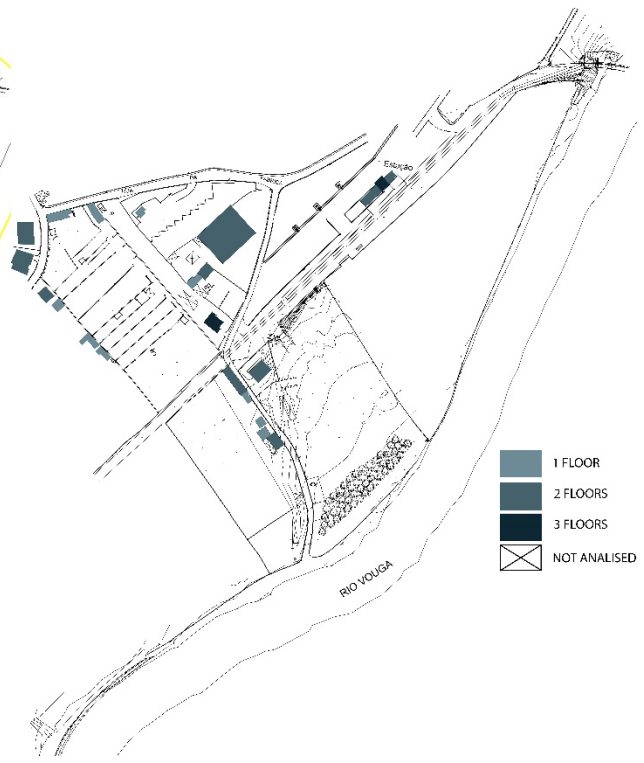 Estação
1 FLOOR
2 FLOORS
3 FLOORS
NOT ANALISED
RIO VOUGA